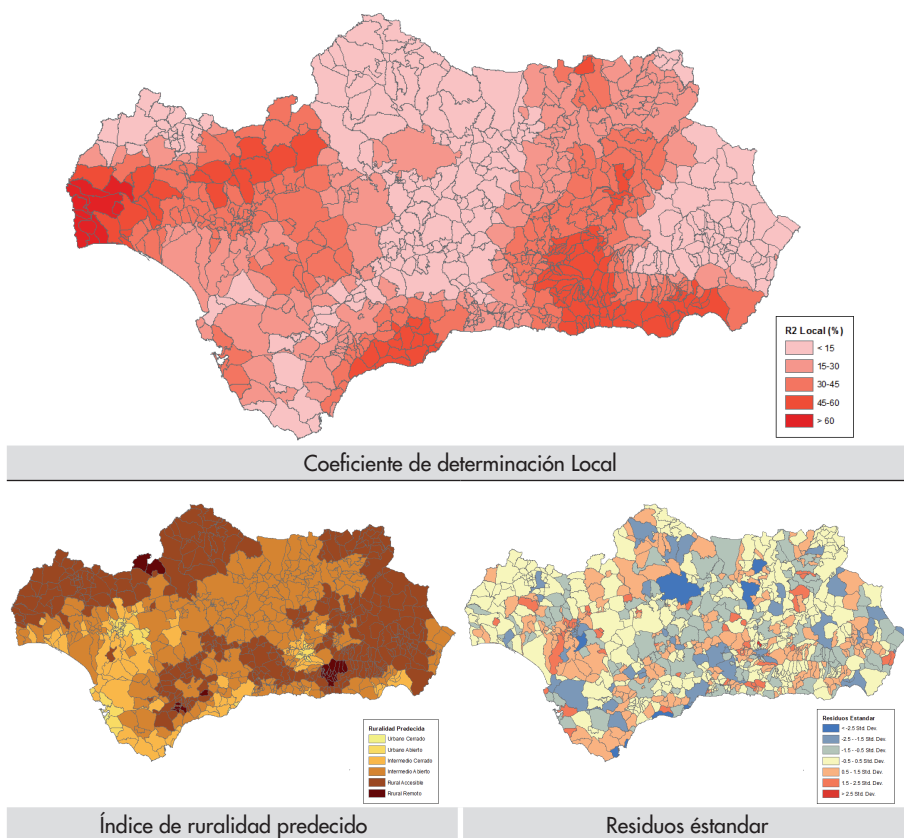 R2 Local (%)
< 15
15-30
30-45
45-60
> 60
Coeficiente de determinación Local
Ruralidad Predecida
Urbano Cerrado
Urbano Abierto
Intermedio Cerrado
Intermedio Abierto
Rural Accesible
Rrural Remoto
Residuos Estandar
< -2.5 Std. Dev.
-2.5 - -1.5 Std. Dev.
-1.5 - -0.5 Std. Dev.
-0.5 - 0.5 Std. Dev.
0.5 - 1.5 Std. Dev.
1.5 - 2.5 Std. Dev.
> 2.5 Std. Dev.
Índice de ruralidad predecido
Residuos éstandar